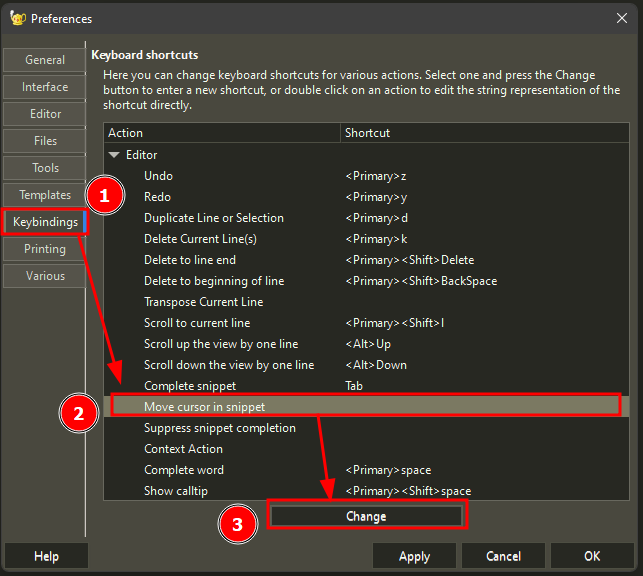 Preferences
General
Interface
Editor
Files
Tools
Templates
Keybindings
Printing
Various
Keyboard shortcuts
Here you can change keyboard shortcuts for various actions. Select one and press the Change
button to enter a new shortcut, or double click on an action to edit the string representation of the
shortcut directly.
Action Shortcut
Editor
Undo <Primary>z
Redo <Primary>y
Duplicate Line or Selection <Primary>d
Delete Current Line(s) <Primary>k
Delete to line end <Primary><Shift>Delete
Delete to beginning of line <Primary><Shift>BackSpace
Transpose Current Line
Scroll to current line <Primary><Shift>l
Scroll up the view by one line <Alt>Up
Scroll down the view by one line <Alt>Down
Complete snippet Tab
Move cursor in snippet
Suppress snippet completion
Context Action
Complete word <Primary>space
Show calltip <Primary><Shift>space
1
2
3
Change
Help Apply Cancel OK